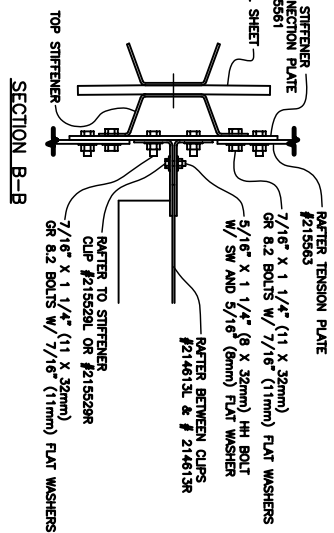 STIFFENER
NECTION PLATE
5561
SHEET
TOP STIFFENER
RAFTER TENSION PLATE
#215563
7/16" X 1 1/4" (11 X 32mm)
GR 8.2 BOLTS W/ 7/16" (11mm) FLAT WASHERS
5/16" X 1 1/4" (8 X 32mm) HH BOLT
W/ SW AND 5/16" (8mm) FLAT WASHER
RAFTER BETWEEN CLIPS
#214613L & # 214613R
RAFTER TO STIFFENER
CLIP #215529L OR #215529R
7/16" X 1 1/4" (11 X 32mm)
GR 8.2 BOLTS W/ 7/16" (11mm) FLAT WASHERS
SECTION B-B